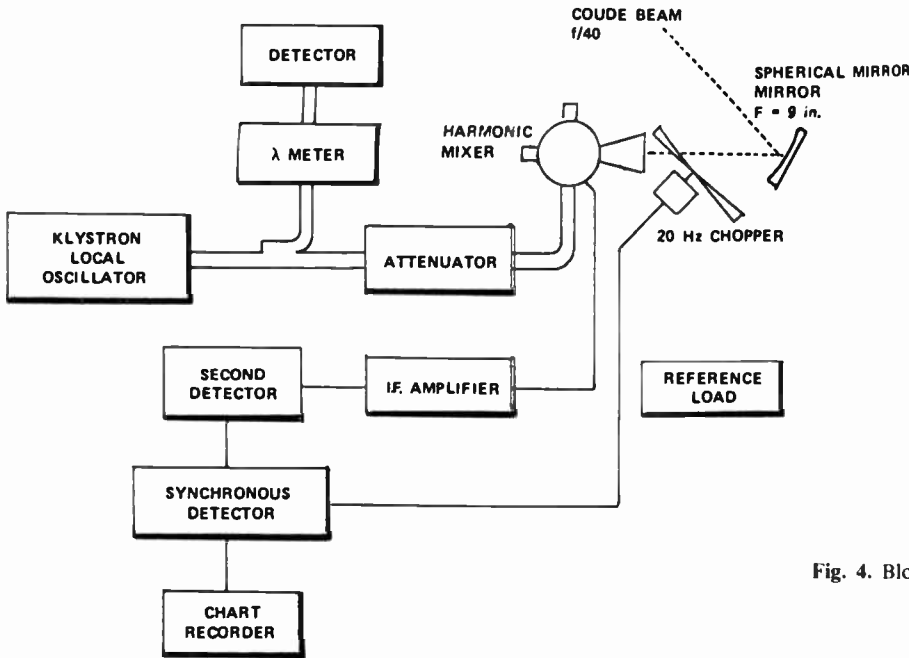 COUDE BEAM
f/40
DETECTOR
SPHERICAL MIRROR
MIRROR
F = 9 in.
HARMONIC
MIXER
λ METER
KLYSTRON
LOCAL
OSCILLATOR
ATTENUATOR
20 Hz CHOPPER
SECOND
DETECTOR
I.F. AMPLIFIER
REFERENCE
LOAD
SYNCHRONOUS
DETECTOR
Fig. 4. Blo
CHART
RECORDER